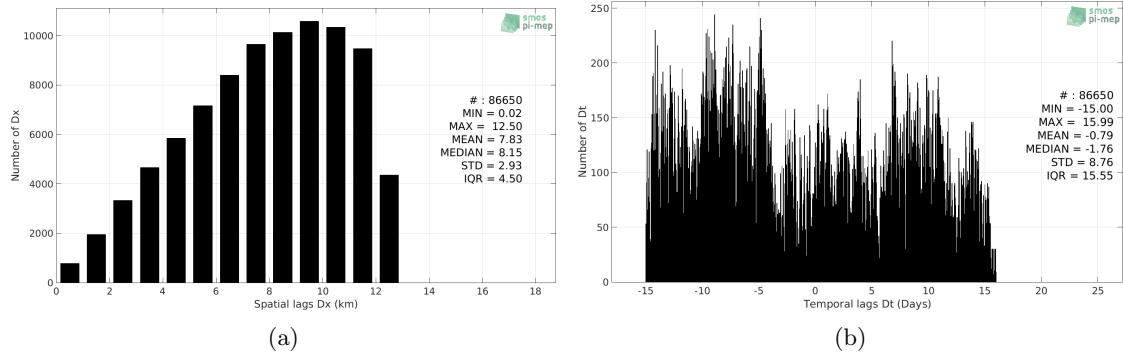 smos
pi-mep
Number of Dx
10000
8000
6000
4000
2000
0
# : 86650
MIN = 0.02
MAX = 12.50
MEAN = 7.83
MEDIAN = 8.15
STD = 2.93
IQR = 4.50
0 2 4 6 8 10 12 14 16 18
Spatial lags Dx (km)
(a)
smos
pi-mep
Number of Dt
250
200
150
100
50
0
# : 86650
MIN = -15.00
MAX = 15.99
MEAN = -0.79
MEDIAN = -1.76
STD = 8.76
IQR = 15.55
-15 -10 -5 0 5 10 15 20 25
Temporal lags Dt (Days)
(b)